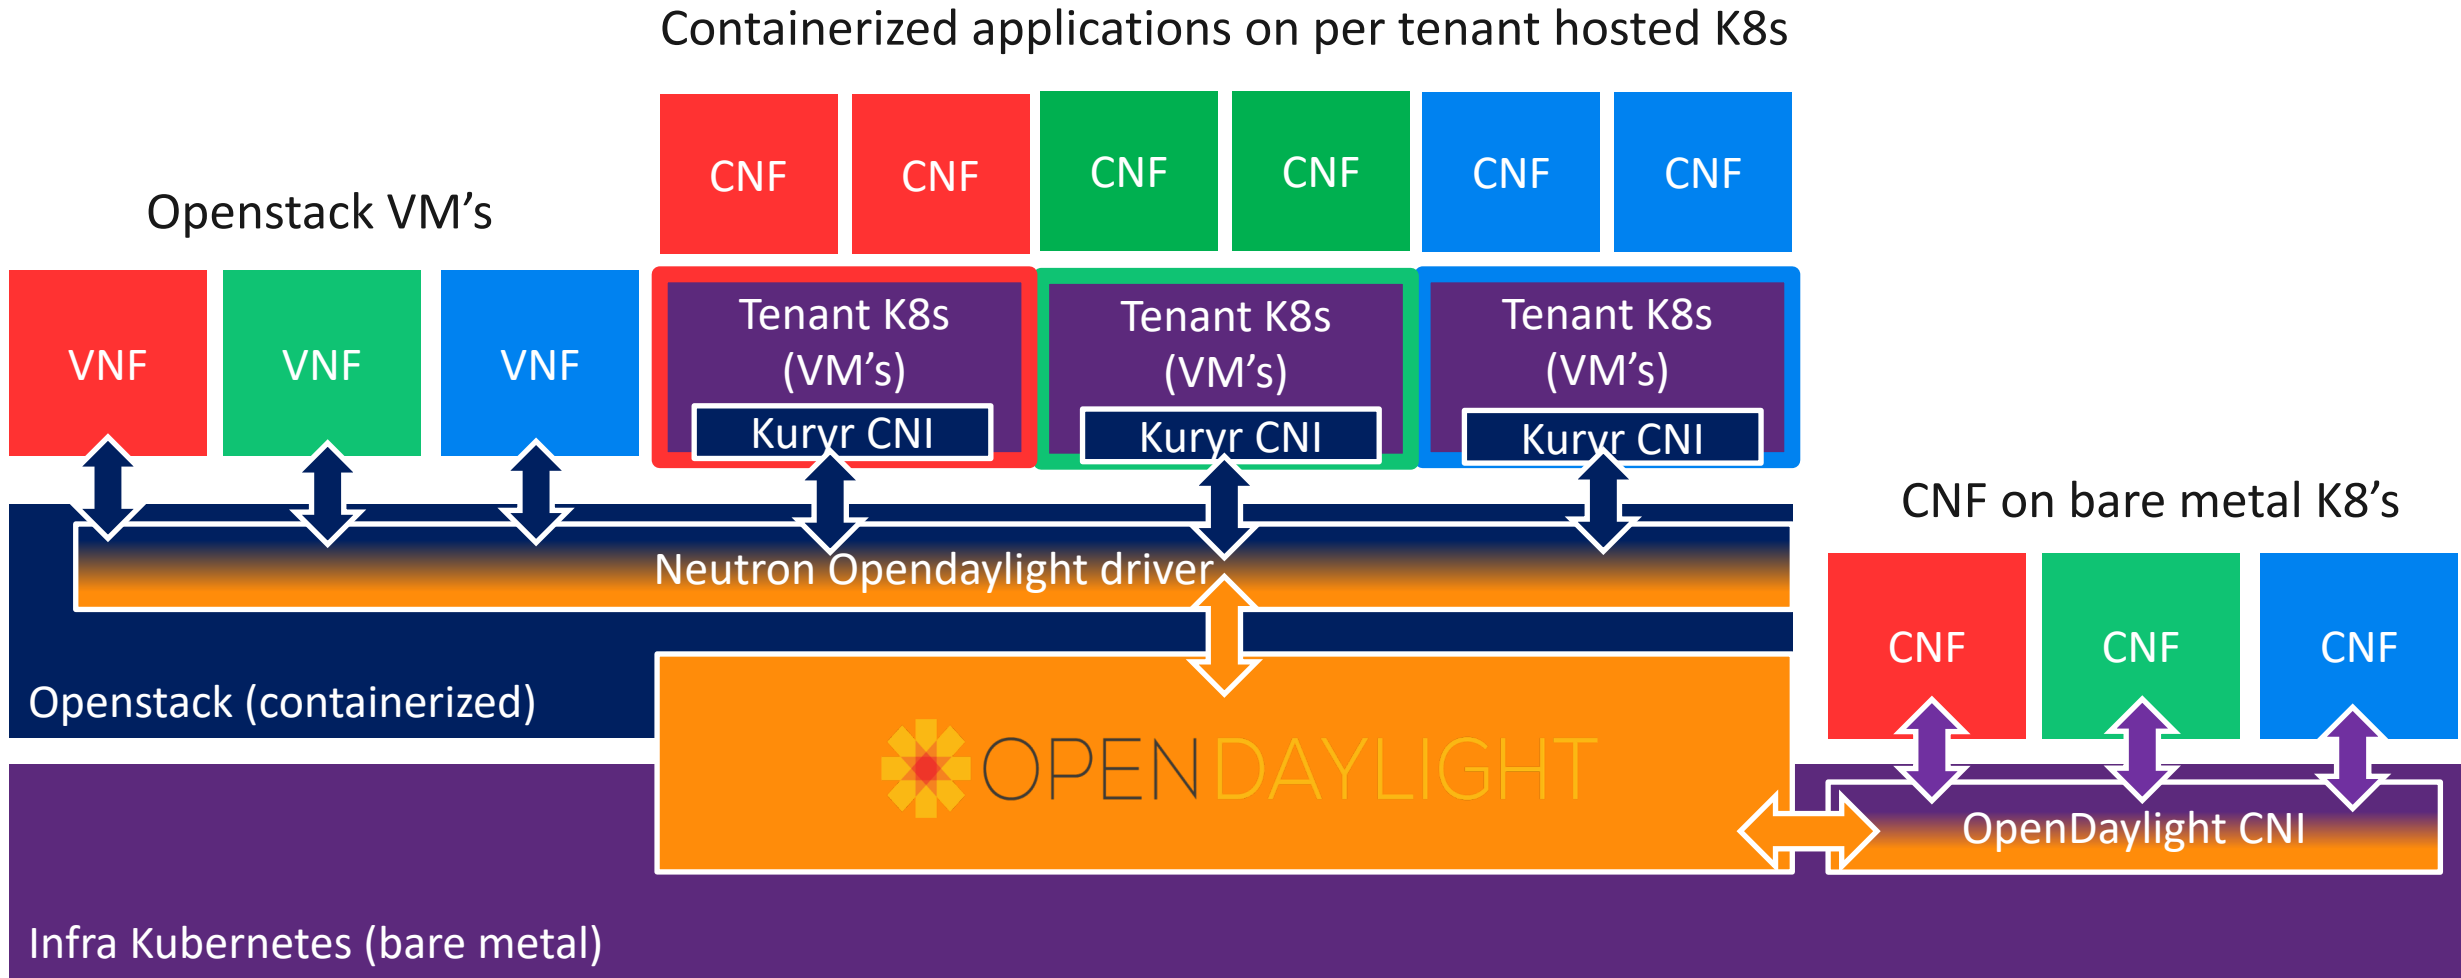 Containerized applications on per tenant hosted K8s
CNF
CNF
CNF
CNF
CNF
CNF
Openstack VM’s
VNF
VNF
VNF
Tenant K8s
(VM’s)
Kuryr CNI
Tenant K8s
(VM’s)
Kuryr CNI
Tenant K8s
(VM’s)
Kuryr CNI
CNF on bare metal K8’s
Neutron Opendaylight driver
CNF
CNF
CNF
Openstack (containerized)
OPENDAYLIGHT
OpenDaylight CNI
Infra Kubernetes (bare metal)